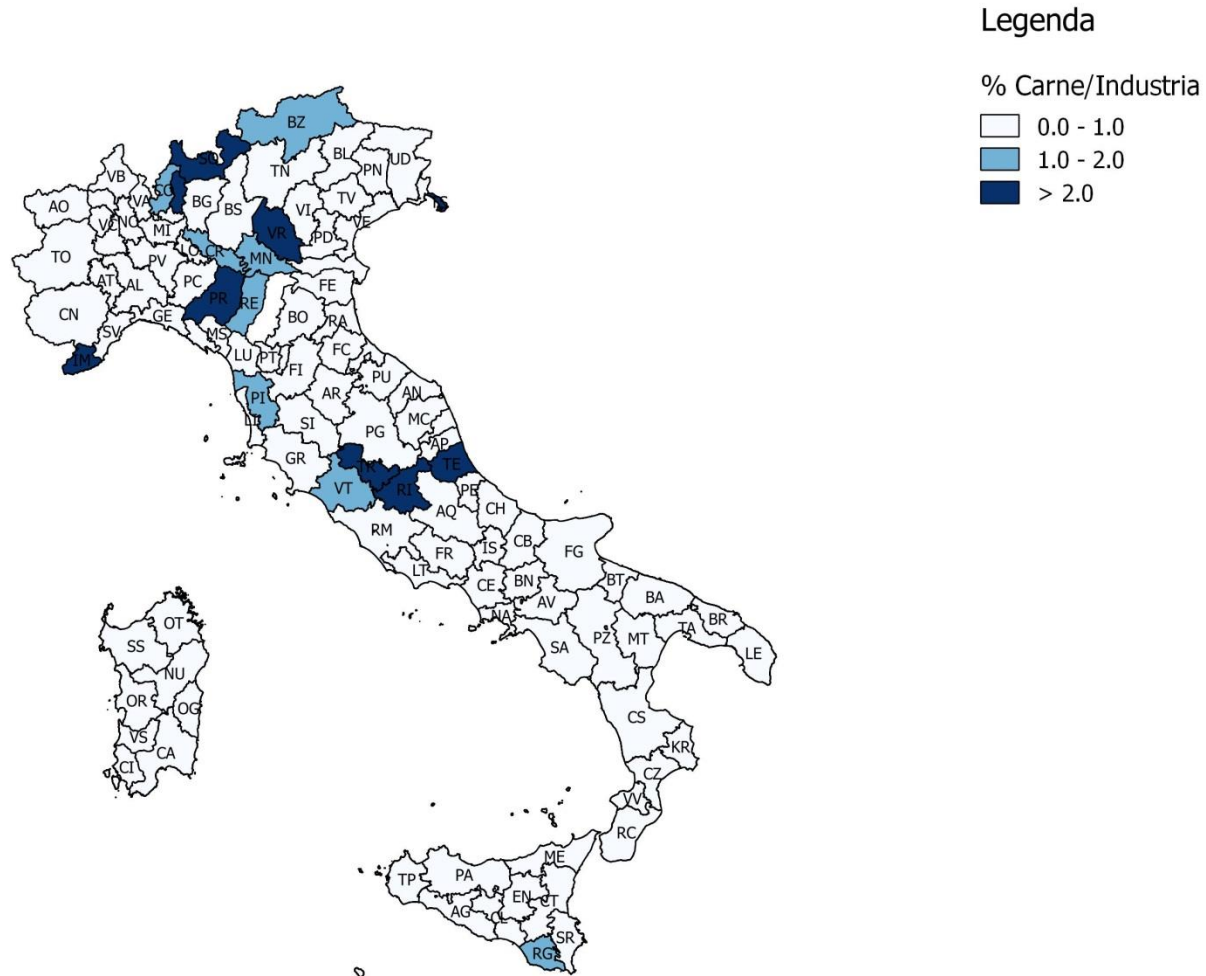 Legenda
% Carne/Industria
0.0 - 1.0
1.0 - 2.0
> 2.0
BZ
SO
BL
UD
PN
TN
VB
CO
VA
BG
BS
TV
AO
NO
VI
VE
VC
MI
VR
PD
LO
CR
MN
TO
PV
AT
AL
PC
PR
RE
FE
CN
GE
BO
RA
SV
MS
IM
LU
PT
FI
FC
PU
PI
AR
AN
LI
SI
MC
PG
AP
GR
TR
TE
VT
RI
PE
AQ
CH
RM
IS
CB
FR
FG
LT
CE
BN
BT
NA
AV
BA
BR
SA
PZ
MT
TA
LE
OT
SS
NU
OR
OG
VS
CA
CI
CS
KR
CZ
VV
RC
ME
TP
PA
EN
CT
AG
CL
SR
RG